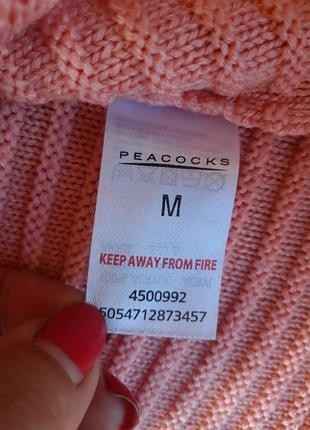 PEACOCKS
M
KEEP AWAY FROM FIRE
4500992
5054712873457